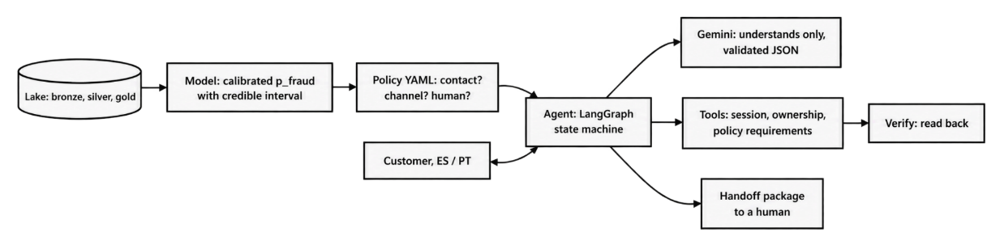 Lake: bronze, silver, gold
Model: calibrated p_fraud
with credible interval
Policy YAML: contact?
channel? human?
Customer, ES / PT
Agent: LangGraph
state machine
Gemini: understands only,
validated JSON
Tools: session, ownership,
policy requirements
Verify: read back
Handoff package
to a human